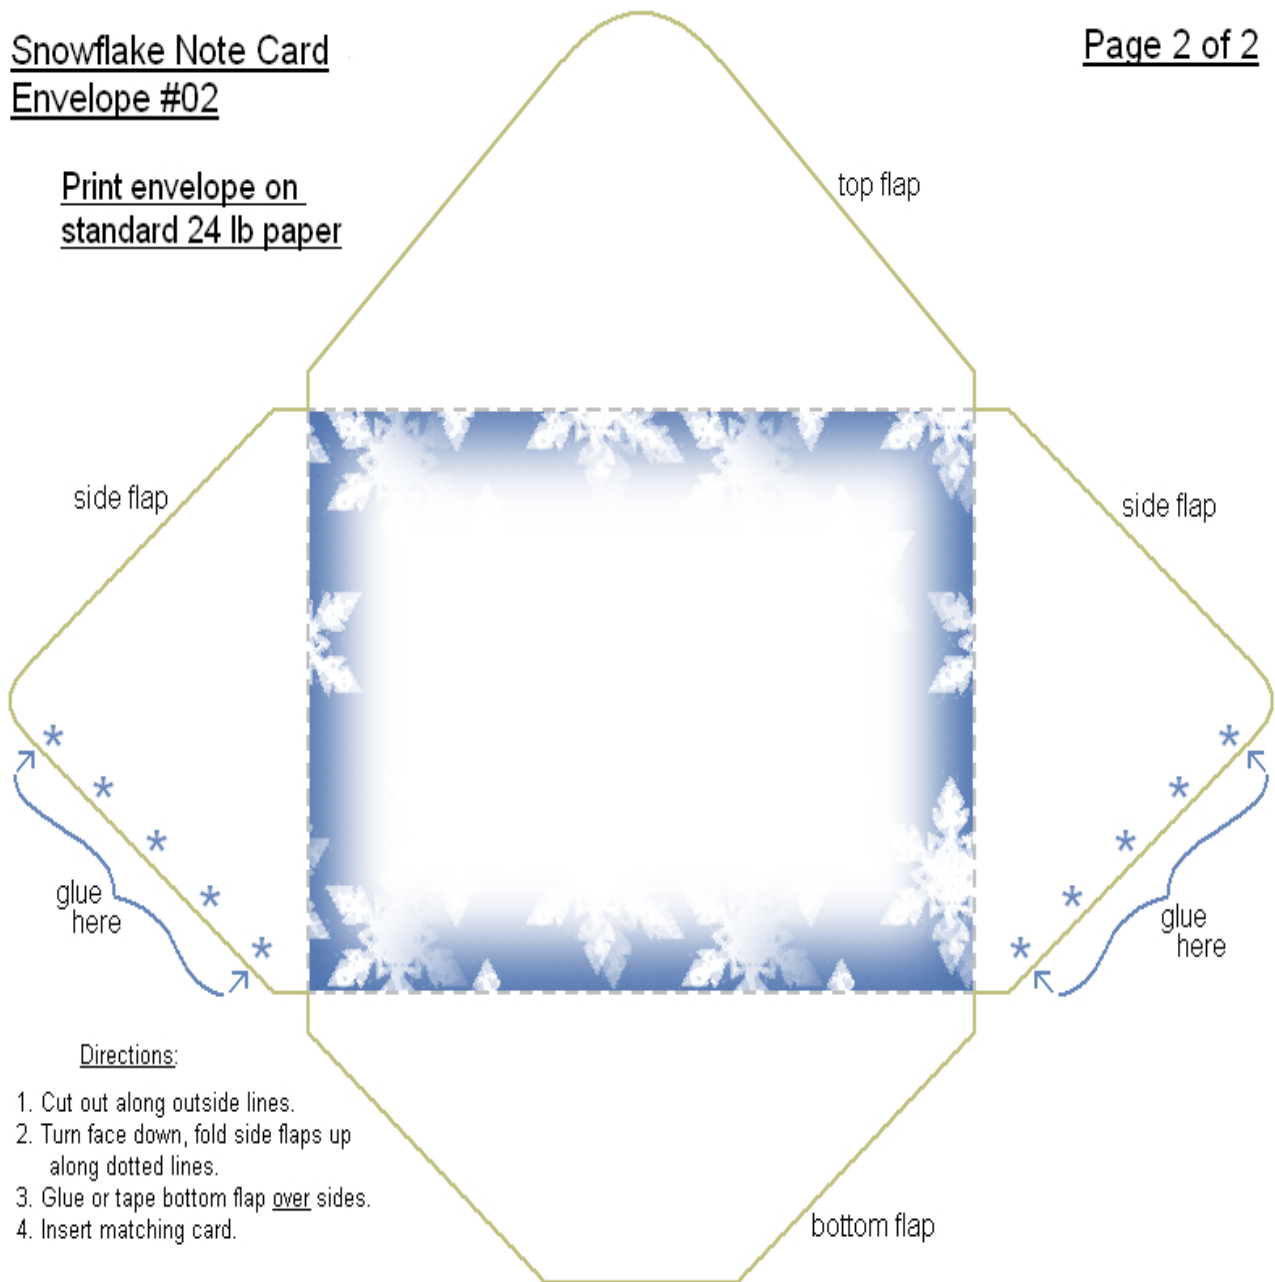 Snowflake Note Card
Envelope #02
Page 2 of 2
Print envelope on
standard 24 lb paper
top flap
side flap
side flap
*
*
*
*
*
*
*
*
*
*
glue
here
glue
here
Directions:
1. Cut out along outside lines.
2. Turn face down, fold side flaps up
along dotted lines.
3. Glue or tape bottom flap over sides.
4. Insert matching card.
bottom flap